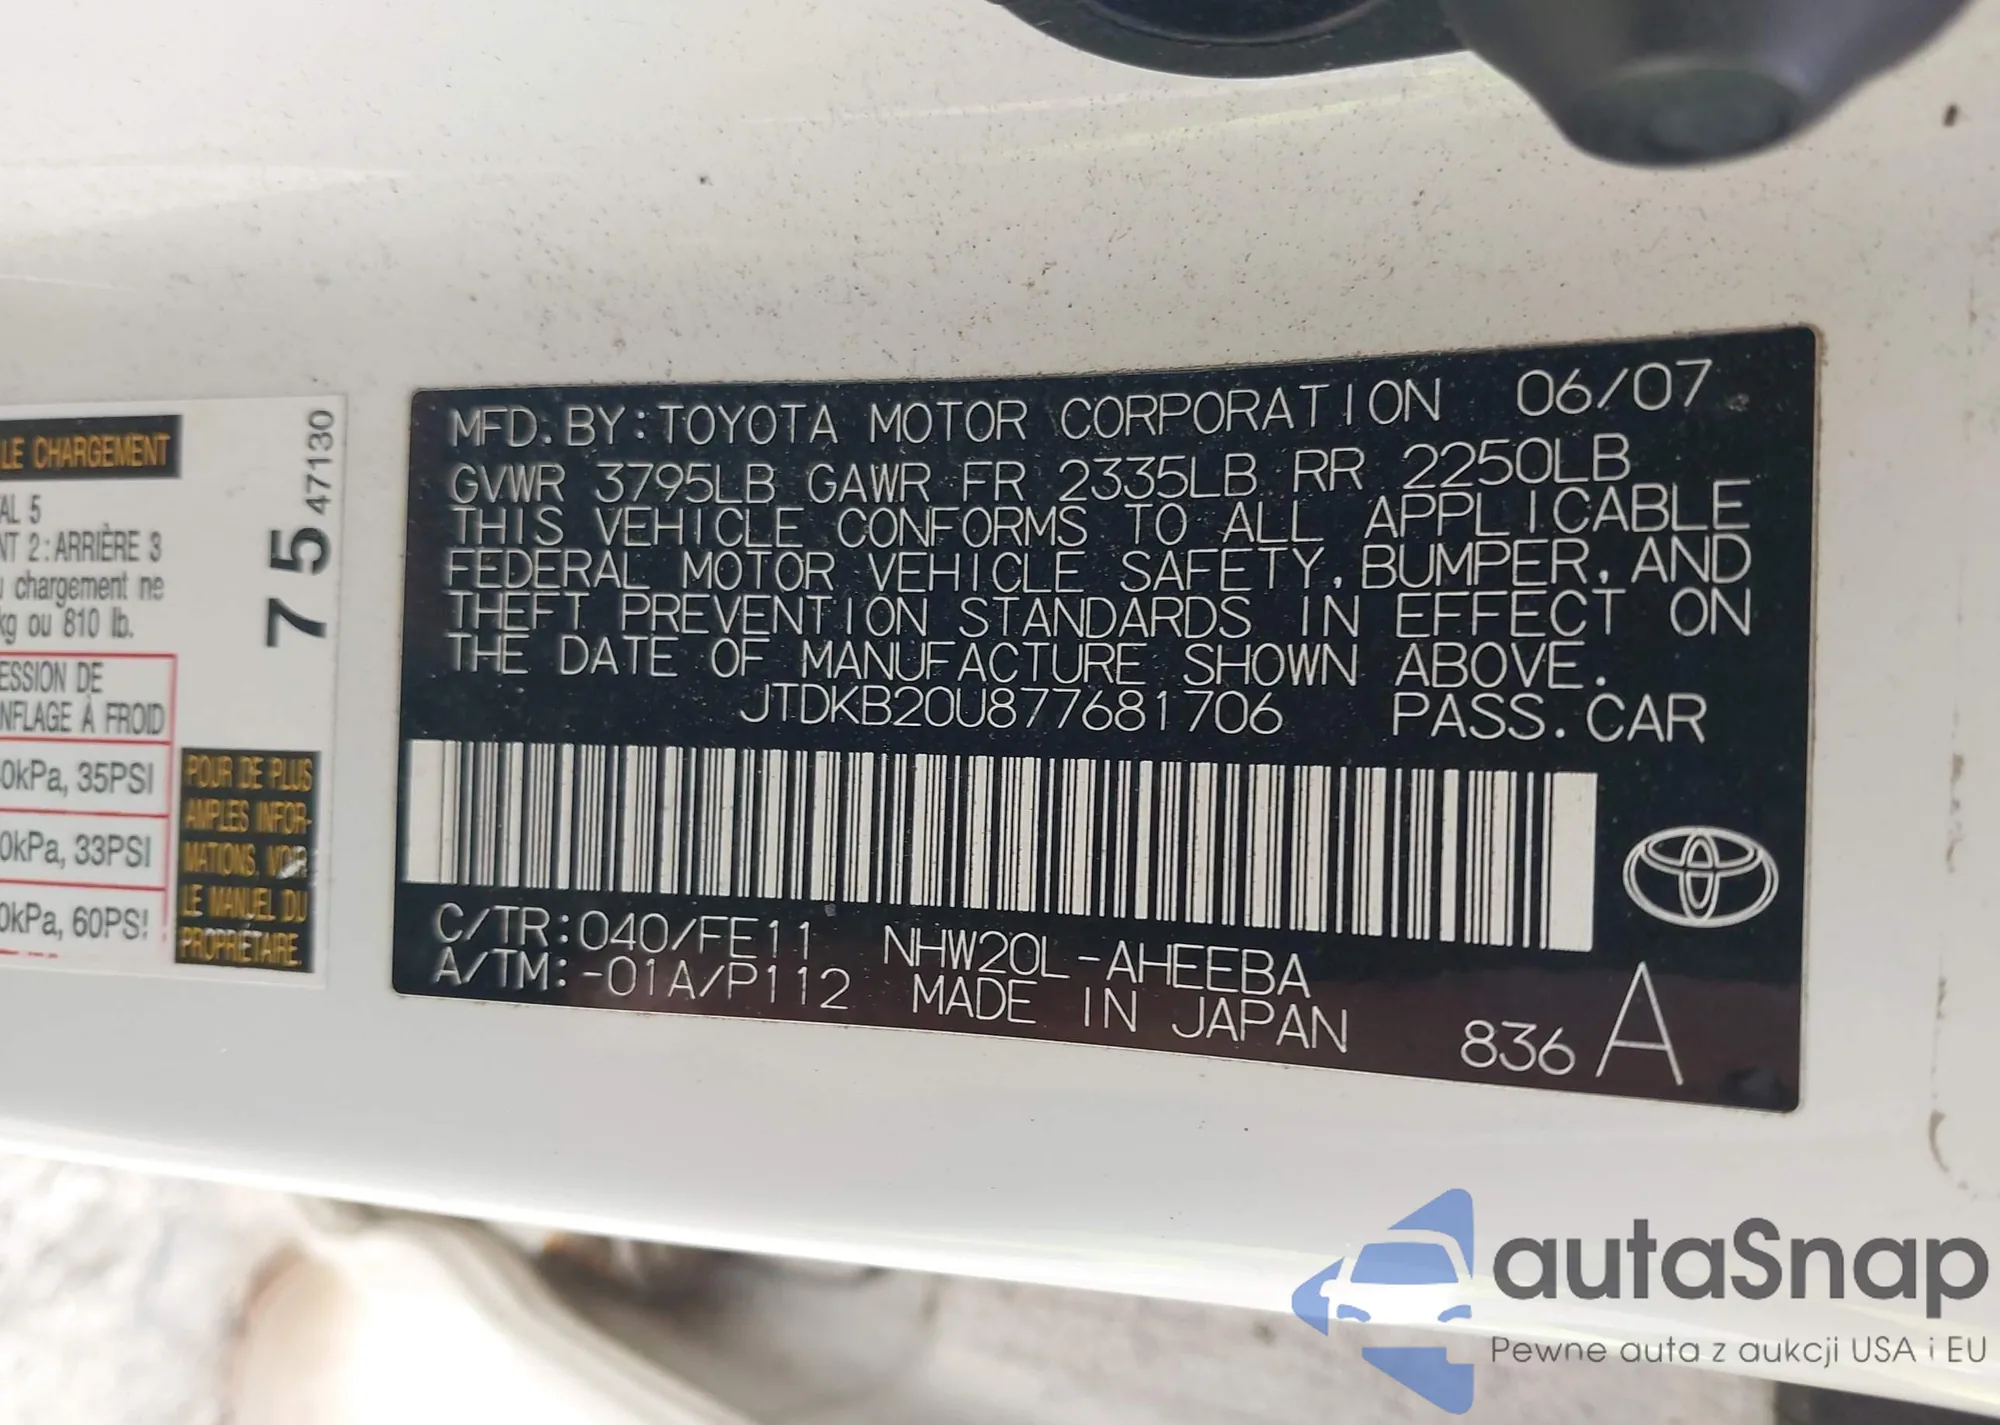 LE CHARGEMENT
AL 5
NT 2 : ARRIÈRE 3
u chargement ne
kg ou 810 lb.
ESSION DE
NFLAGE À FROID
0kPa, 35PSI
0kPa, 33PSI
0kPa, 60PSI
7 5
47130
POUR DE PLUS
AMPLES INFOR-
MATIONS, VOIR
LE MANUEL DU
PROPRIÉTAIRE.
MFD. BY: TOYOTA MOTOR CORPORATION 06/07
GVWR 3795LB GAWR FR 2335LB RR 2250LB
THIS VEHICLE CONFORMS TO ALL APPLICABLE
FEDERAL MOTOR VEHICLE SAFETY, BUMPER, AND
THEFT PREVENTION STANDARDS IN EFFECT ON
THE DATE OF MANUFACTURE SHOWN ABOVE.
JTDKB20U877681706 PASS. CAR
C/TR:040/FE11 NHW20L-AHEEBA
A/TM:-01A/P112 MADE IN JAPAN 836 A
autaSnap
Pewne auta z aukcji USA i EU